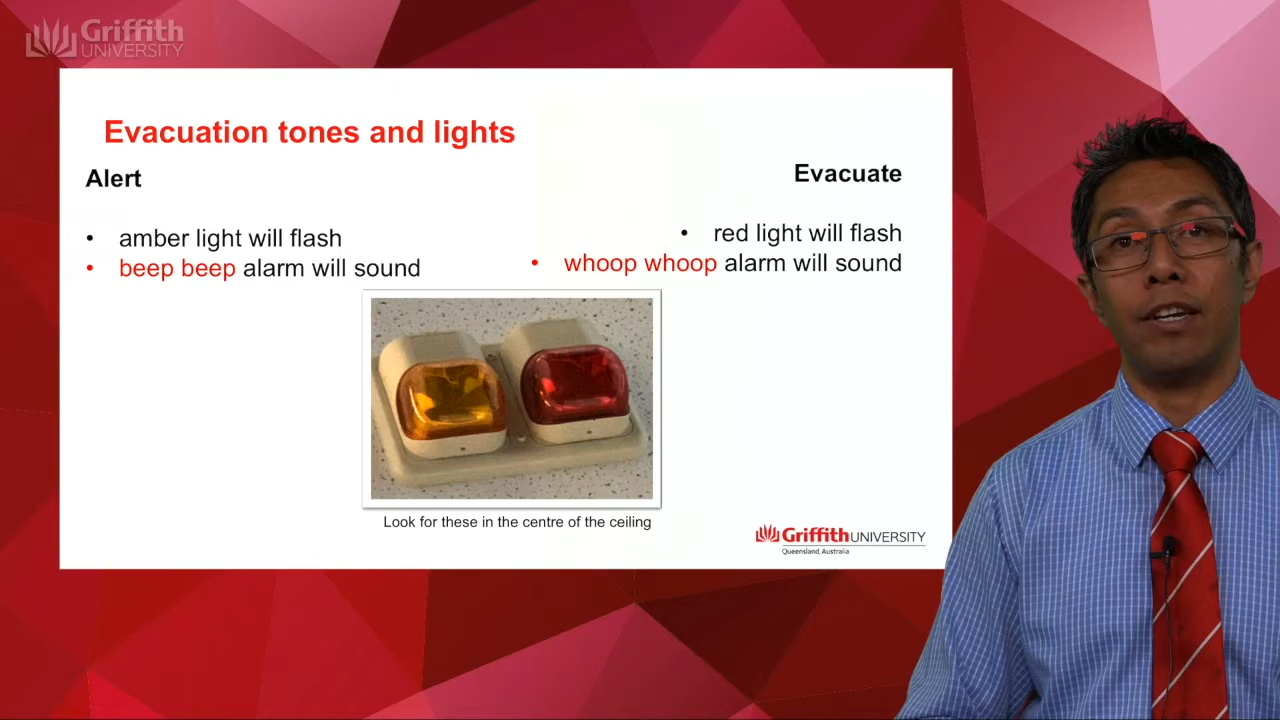 Griffith
UNIVERSITY
Evacuation tones and lights
Alert
• amber light will flash
• beep beep alarm will sound
Evacuate
• red light will flash
• whoop whoop alarm will sound
Look for these in the centre of the ceiling
Griffith UNIVERSITY
Queensland, Australia